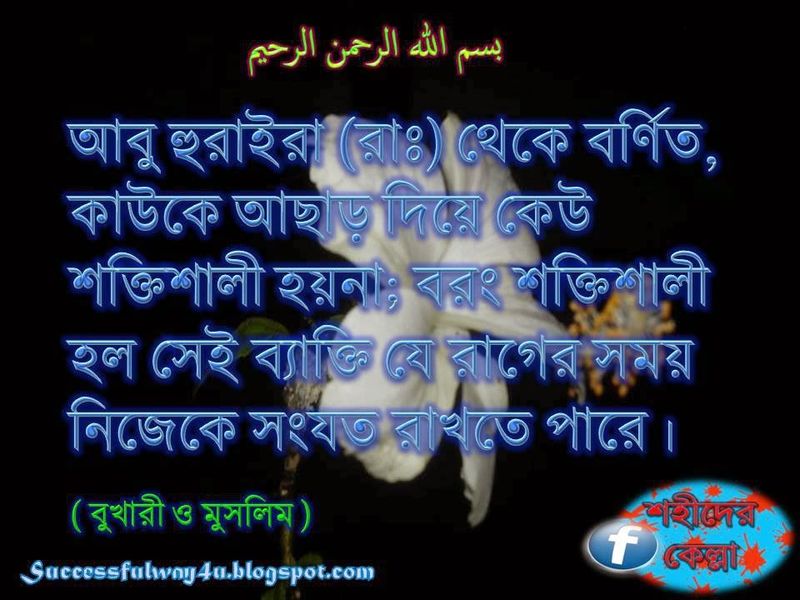 بسم الله الرحمن الرحيم
আবু হুরাইরা (রাঃ) থেকে বর্ণিত,
কাউকে আছাড় দিয়ে কেউ
শক্তিশালী হয়না; বরং শক্তিশালী
হল সেই ব্যাক্তি যে রাগের সময়
নিজেকে সংযত রাখতে পারে।
( বুখারী ও মুসলিম )
শহীদের
f কেল্লা
Successfulway4u.blogspot.com